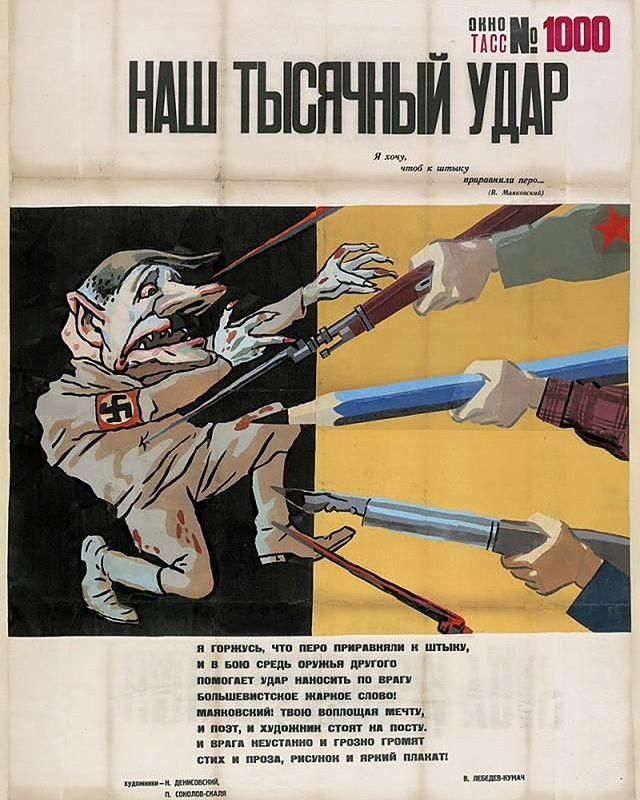 ОКНО
ТАСС № 1000
НАШ ТЫСЯЧНЫЙ УДАР
Я хочу,
чтоб к штыку
приравняли перо...
(В. Маяковский)
Я ГОРЖУСЬ, ЧТО ПЕРО ПРИРАВНЯЛИ К ШТЫКУ,
И В БОЮ СРЕДЬ ОРУЖЬЯ ДРУГОГО
ПОМОГАЕТ УДАР НАНОСИТЬ ПО ВРАГУ
БОЛЬШЕВИСТСКОЕ ЖАРКОЕ СЛОВО!
МАЯКОВСКИЙ! ТВОЮ ВОПЛОЩАЯ МЕЧТУ,
И ПОЭТ, И ХУДОЖНИК СТОЯТ НА ПОСТУ.
И ВРАГА НЕУСТАННО И ГРОЗНО ГРОМЯТ
СТИХ И ПРОЗА, РИСУНОК И ЯРКИЙ ПЛАКАТ!
В. ЛЕБЕДЕВ-КУМАЧ
ХУДОЖНИКИ—Н. ДЕНИСОВСКИЙ,
П. СОКОЛОВ-СКАЛЯ